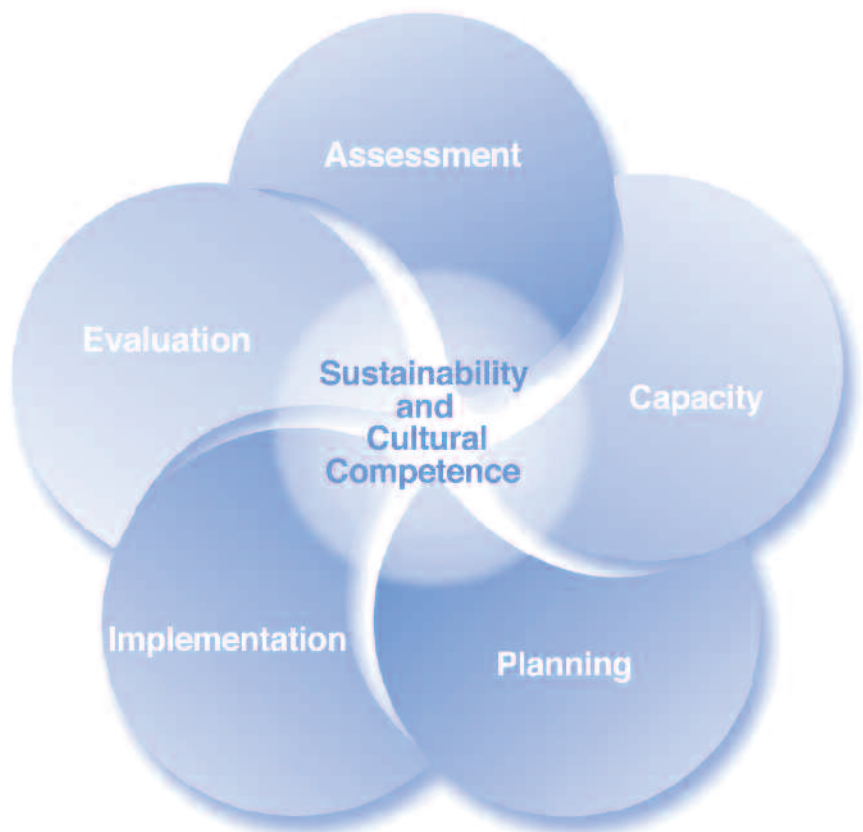 Assessment
Capacity
Planning
Implementation
Evaluation
Sustainability
and
Cultural
Competence